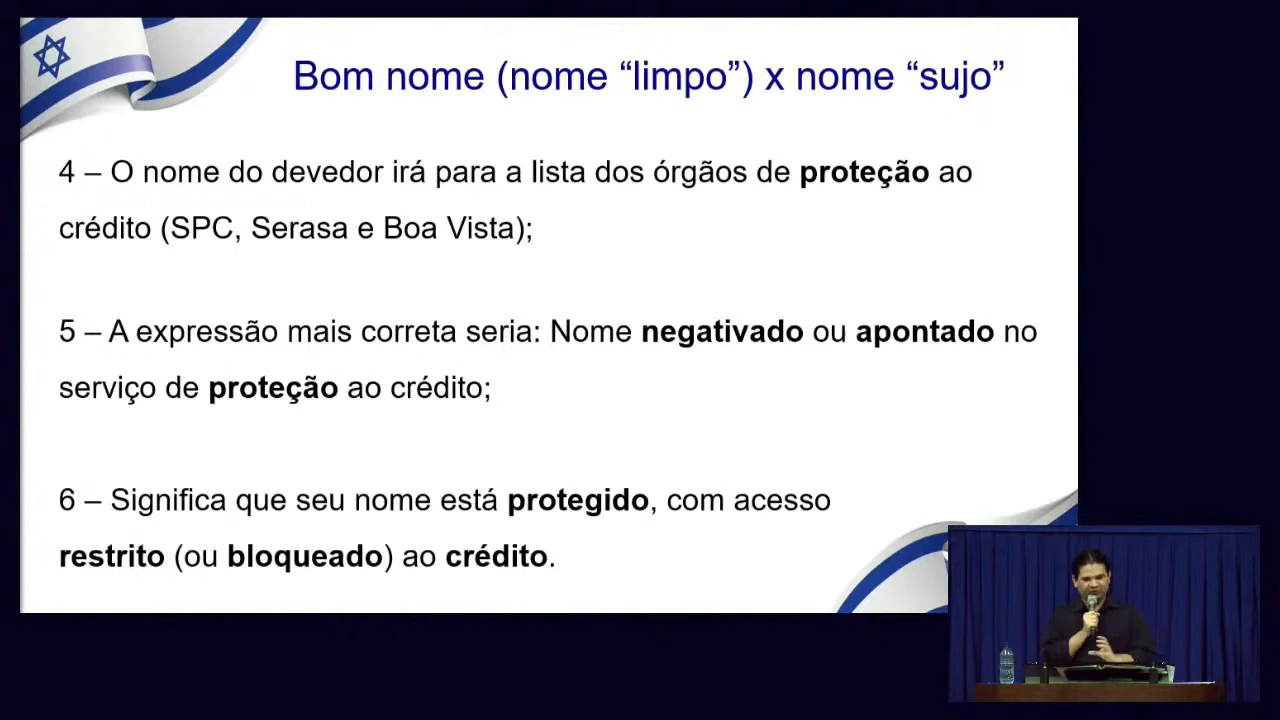 Bom nome (nome “limpo”) x nome “sujo”
4 – O nome do devedor irá para a lista dos órgãos de proteção ao
crédito (SPC, Serasa e Boa Vista);
5 – A expressão mais correta seria: Nome negativado ou apontado no
serviço de proteção ao crédito;
6 – Significa que seu nome está protegido, com acesso
restrito (ou bloqueado) ao crédito.